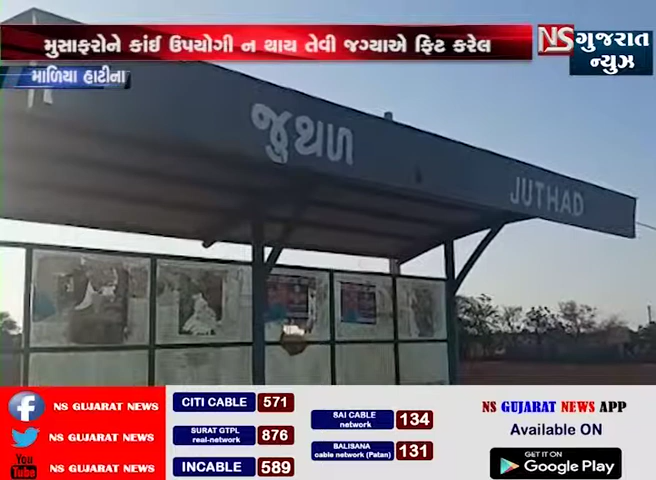 મુસાફરોને કાંઈ ઉપયોગી ન થાય તેવી જગ્યાએ ફિટ કરેલ
NS ગુજરાત
ન્યુઝ
માળિયા હાટીના
જુથળ
JUTHAD
NS GUJARAT NEWS
NS GUJARAT NEWS
You Tube NS GUJARAT NEWS
CITI CABLE 571
SURAT GTPL real-network 876
INCABLE 589
SAI CABLE network 134
BALISANA cable network (Patan) 131
NS GUJARAT NEWS APP
Available ON
GET IT ON
Google Play